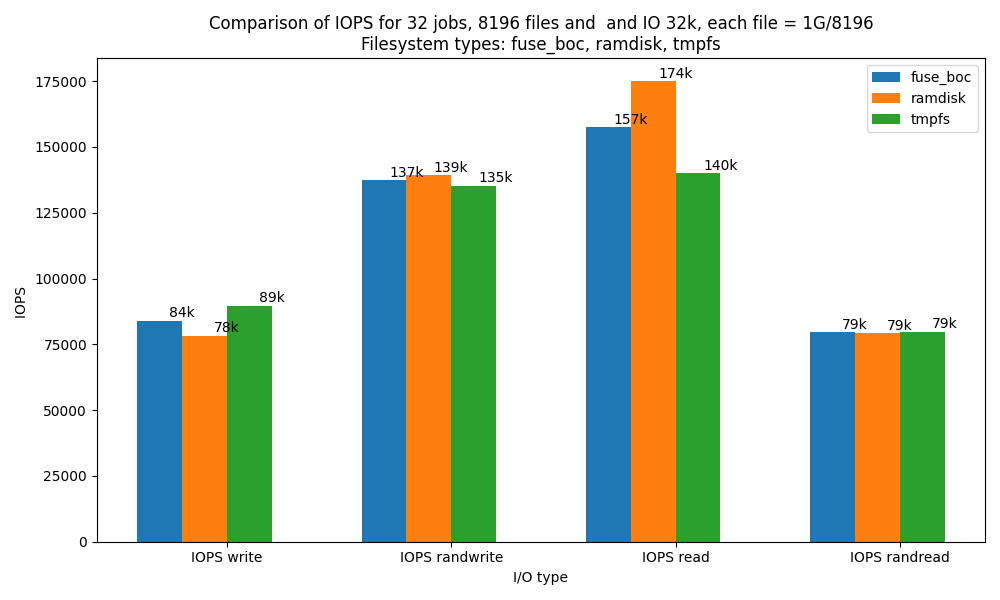 Comparison of IOPS for 32 jobs, 8196 files and  and IO 32k, each file = 1G/8196
Filesystem types: fuse_boc, ramdisk, tmpfs
fuse_boc
ramdisk
tmpfs
175000
150000
125000
100000
75000
50000
25000
0
IOPS
84k
78k
89k
137k
139k
135k
157k
174k
140k
79k
79k
79k
IOPS write
IOPS randwrite
IOPS read
IOPS randread
I/O type